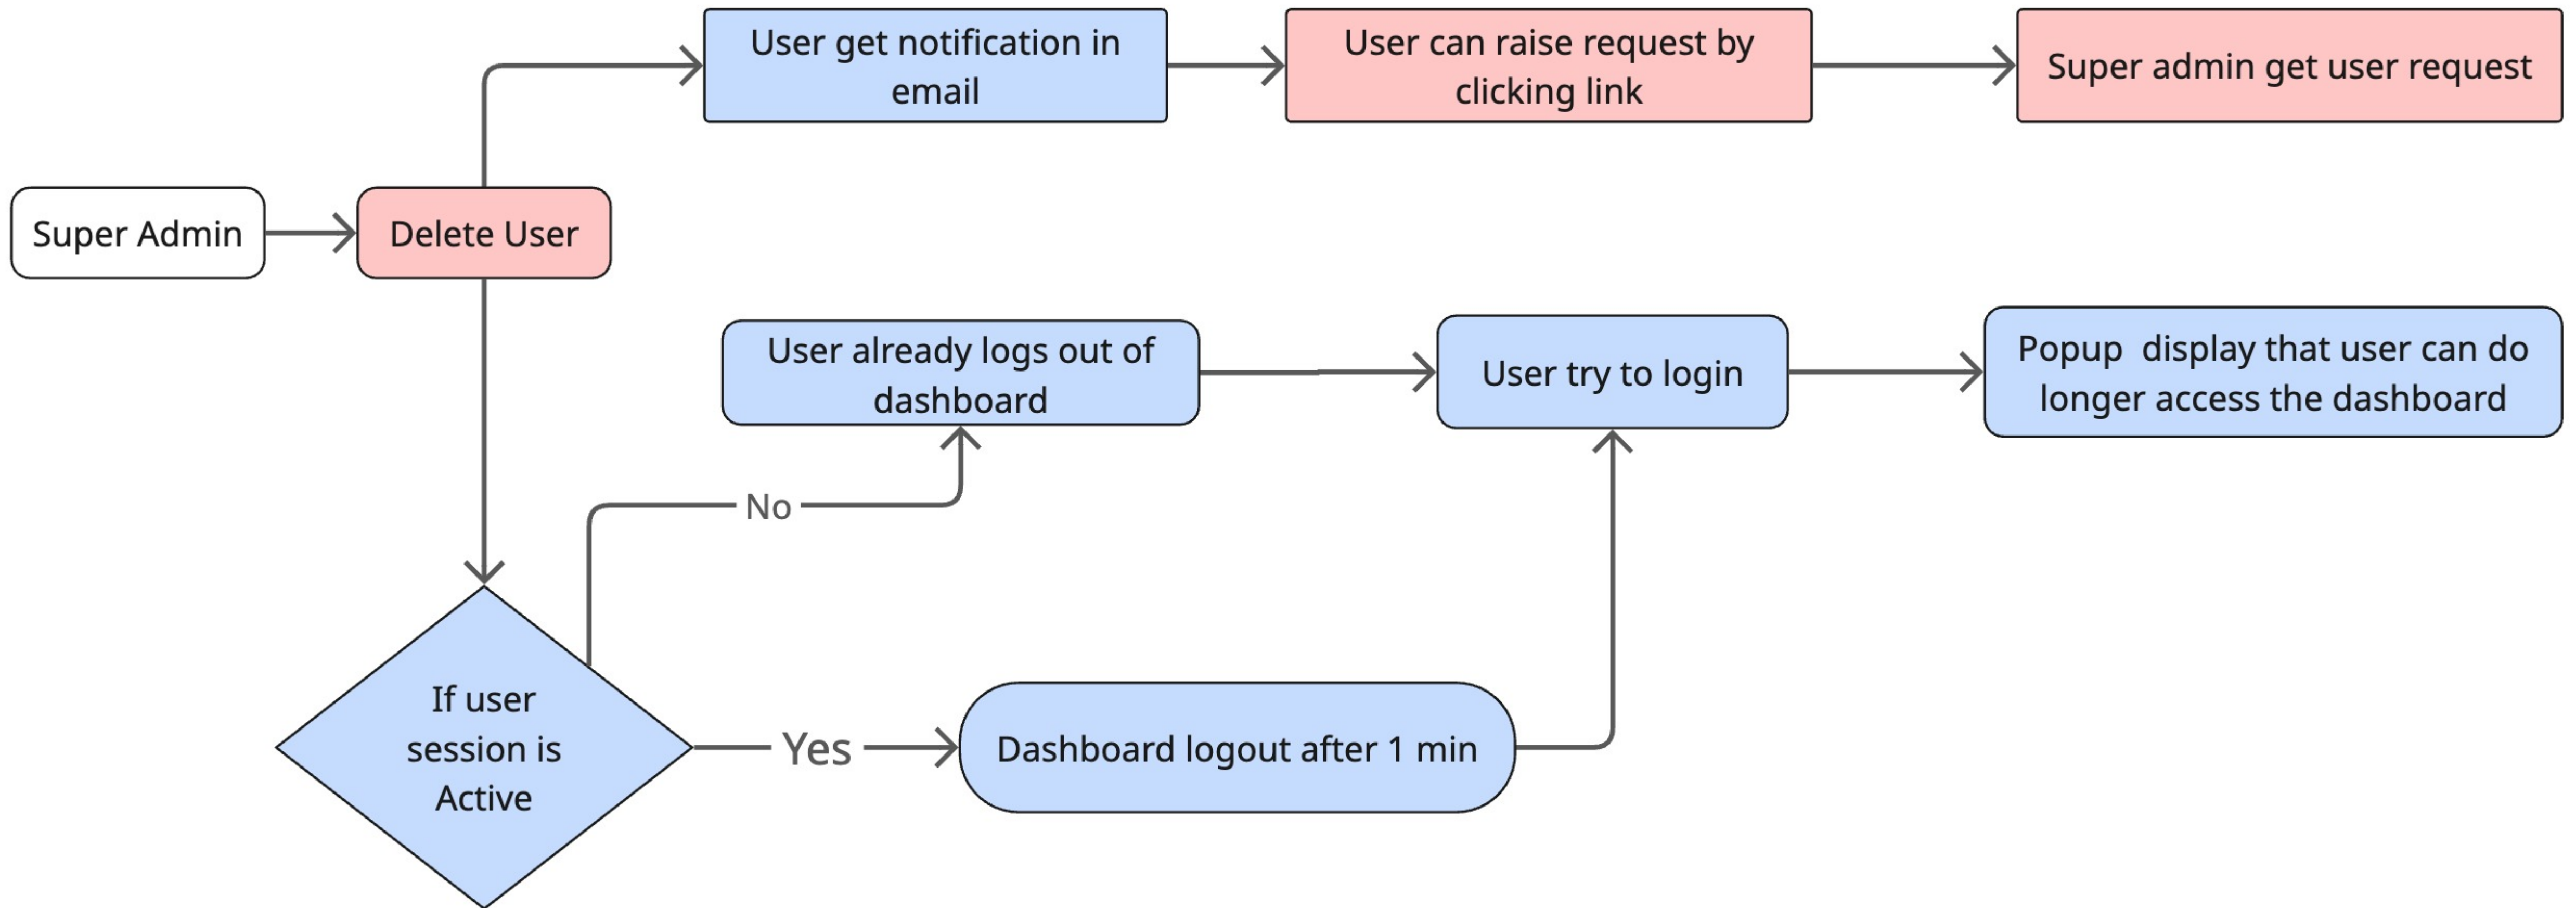 User get notification in
email
User can raise request by
clicking link
Super admin get user request
Super Admin
Delete User
User already logs out of
dashboard
User try to login
Popup  display that user can do
longer access the dashboard
No
If user
session is
Active
Yes
Dashboard logout after 1 min